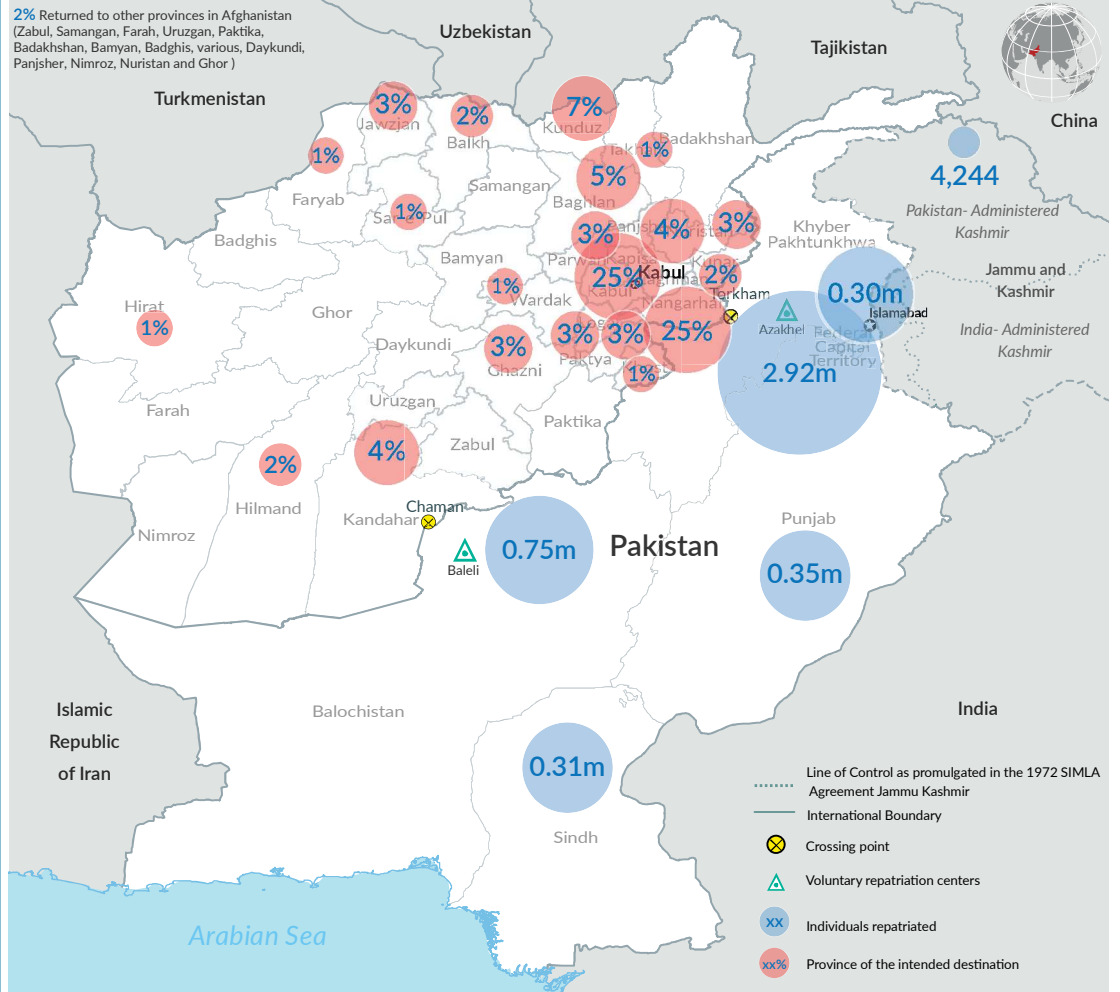 2% Returned to other provinces in Afghanistan
(Zabul, Samangan, Farah, Uruzgan, Paktika,
Badakhshan, Bamyan, Badghis, various, Daykundi,
Panjsher, Nimroz, Nuristan and Ghor )
Uzbekistan
Tajikistan
Turkmenistan
China
3%
Jawzjan
2%
Balkh
7%
Kunduz
1%
Badakhshan
1%
Faryab
Samangan
5%
Baghlan
4,244
Pakistan- Administered
Kashmir
1%
Badghis
Bamyan
3%
4%
3%
Khyber
Pakhtunkhwa
Parwan
Kapisa
25%
Kabul
Kabul
2%
Kunar
Jammu and
Kashmir
Hirat
1%
Ghor
1%
Wardak
Nangarhar
Torkham
0.30m
Islamabad
India- Administered
Kashmir
Daykundi
3%
Ghazni
3%
Paktya
3%
25%
Azakhel
Federal
Capital
Territory
1%
2.92m
Farah
Uruzgan
Paktika
4%
Zabul
2%
Hilmand
Kandahar
Chaman
Nimroz
Baleli
0.75m
Pakistan
Punjab
0.35m
Islamic
Republic
of Iran
Balochistan
India
0.31m
Sindh
Arabian Sea
Line of Control as promulgated in the 1972 SIMLA
Agreement Jammu Kashmir
International Boundary
Crossing point
Voluntary repatriation centers
xx
Individuals repatriated
xx%
Province of the intended destination